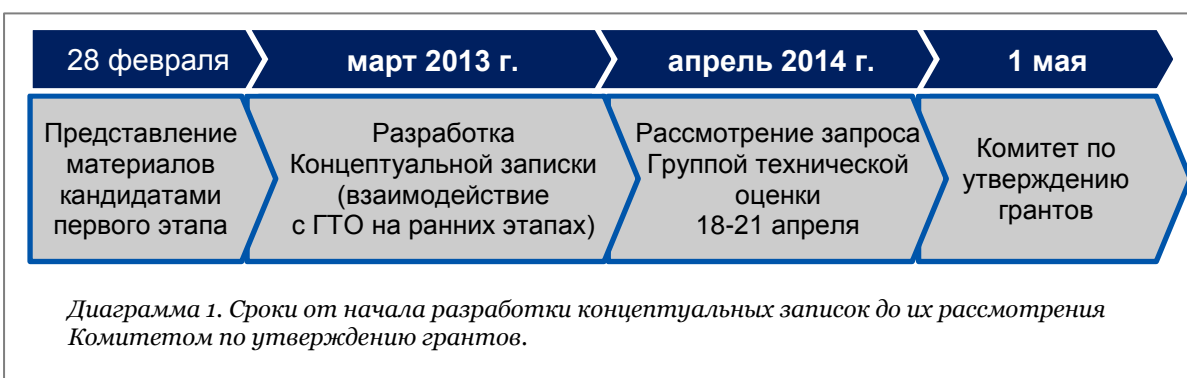 28 февраля
март 2013 г.
апрель 2014 г.
1 мая
Представление
материалов
кандидатами
первого этапа
Разработка
Концептуальной записки
(взаимодействие
с ГТО на ранних этапах)
Рассмотрение запроса
Группой технической
оценки
18-21 апреля
Комитет по
утверждению
грантов
Диаграмма 1. Сроки от начала разработки концептуальных записок до их рассмотрения
Комитетом по утверждению грантов.